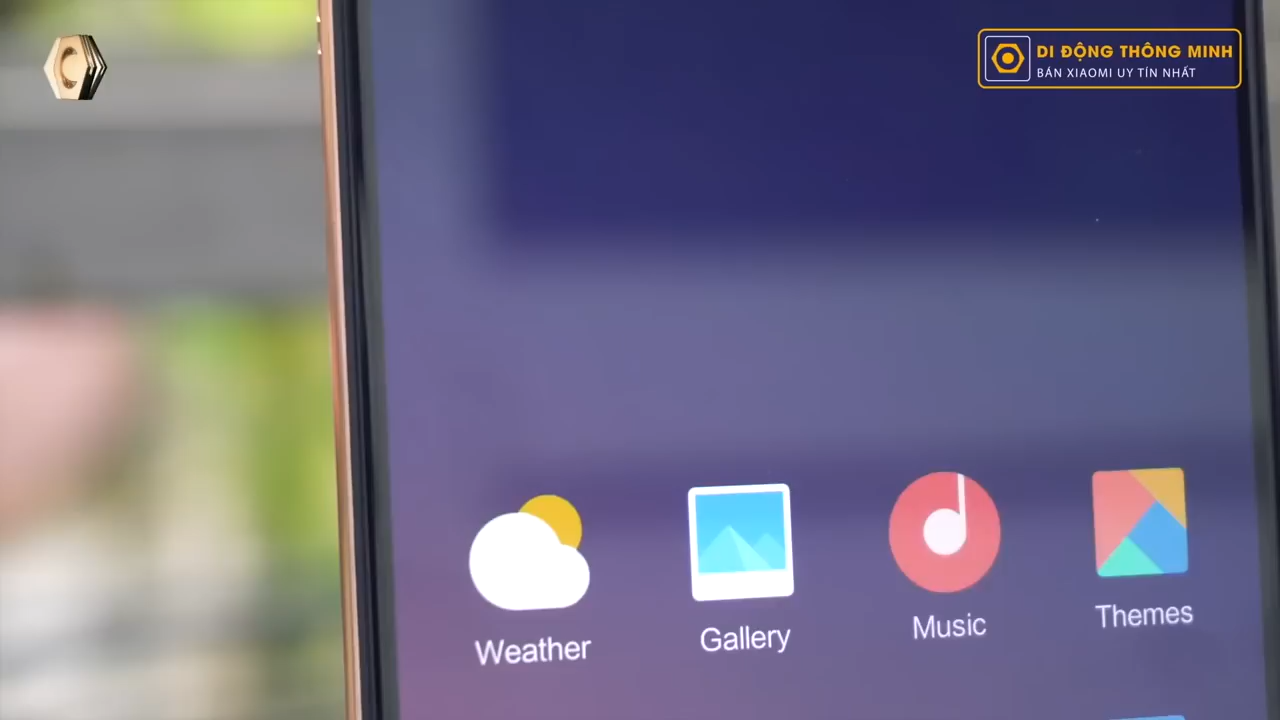 DI ĐỘNG THÔNG MINH
BÁN XIAOMI UY TÍN NHẤT
Weather
Gallery
Music
Themes